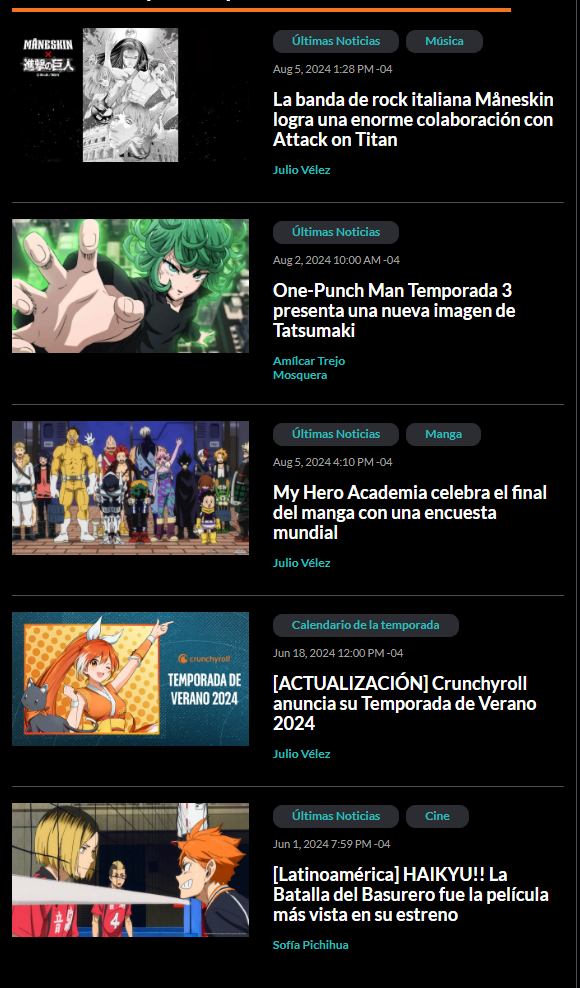 MÅNESKIN
×
進撃の巨人
Últimas Noticias
Música
Aug 5, 2024 1:28 PM -04
La banda de rock italiana Måneskin
logra una enorme colaboración con
Attack on Titan
Julio Vélez
Últimas Noticias
Aug 2, 2024 10:00 AM -04
One-Punch Man Temporada 3
presenta una nueva imagen de
Tatsumaki
Amílcar Trejo
Mosquera
Últimas Noticias
Manga
Aug 5, 2024 4:10 PM -04
My Hero Academia celebra el final
del manga con una encuesta
mundial
Julio Vélez
crunchyroll
TEMPORADA DE
VERANO 2024
Calendario de la temporada
Jun 18, 2024 12:00 PM -04
[ACTUALIZACIÓN] Crunchyroll
anuncia su Temporada de Verano
2024
Julio Vélez
音
4
Últimas Noticias
Cine
Jun 1, 2024 7:59 PM -04
[Latinoamérica] HAIKYU!! La
Batalla del Basurero fue la película
más vista en su estreno
Sofía Pichihua